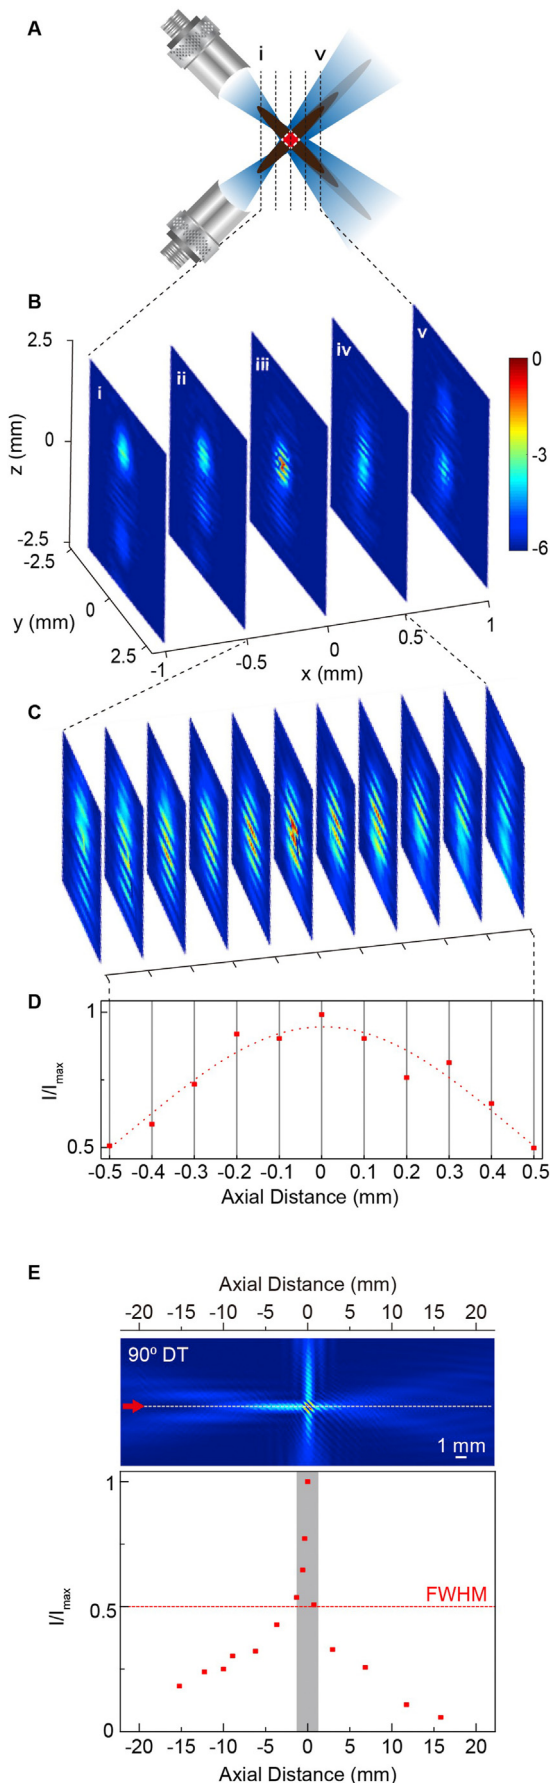 A
i v
B
2.5
0
-2.5
z (mm)
-2.5
0
2.5
y (mm)
i
ii
iii
iv
v
0
-3
-6
-1
-0.5
0
0.5
1
x (mm)
C
D
1
0.5
I/Imax
-0.5 -0.4 -0.3 -0.2 -0.1 0 0.1 0.2 0.3 0.4 0.5
Axial Distance (mm)
E
Axial Distance (mm)
-20 -15 -10 -5 0 5 10 15 20
90º DT
1 mm
1
0.5
0
I/Imax
FWHM
-20 -15 -10 -5 0 5 10 15 20
Axial Distance (mm)